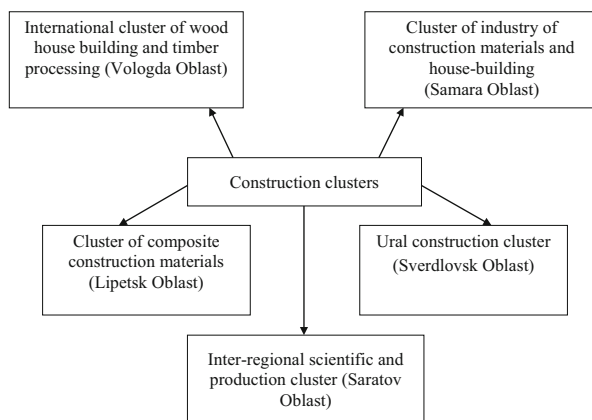 International cluster of wood
house building and timber
processing (Vologda Oblast)
Cluster of industry of
construction materials and
house-building
(Samara Oblast)
Construction clusters
Cluster of composite
construction materials
(Lipetsk Oblast)
Ural construction cluster
(Sverdlovsk Oblast)
Inter-regional scientific and
production cluster (Saratov
Oblast)